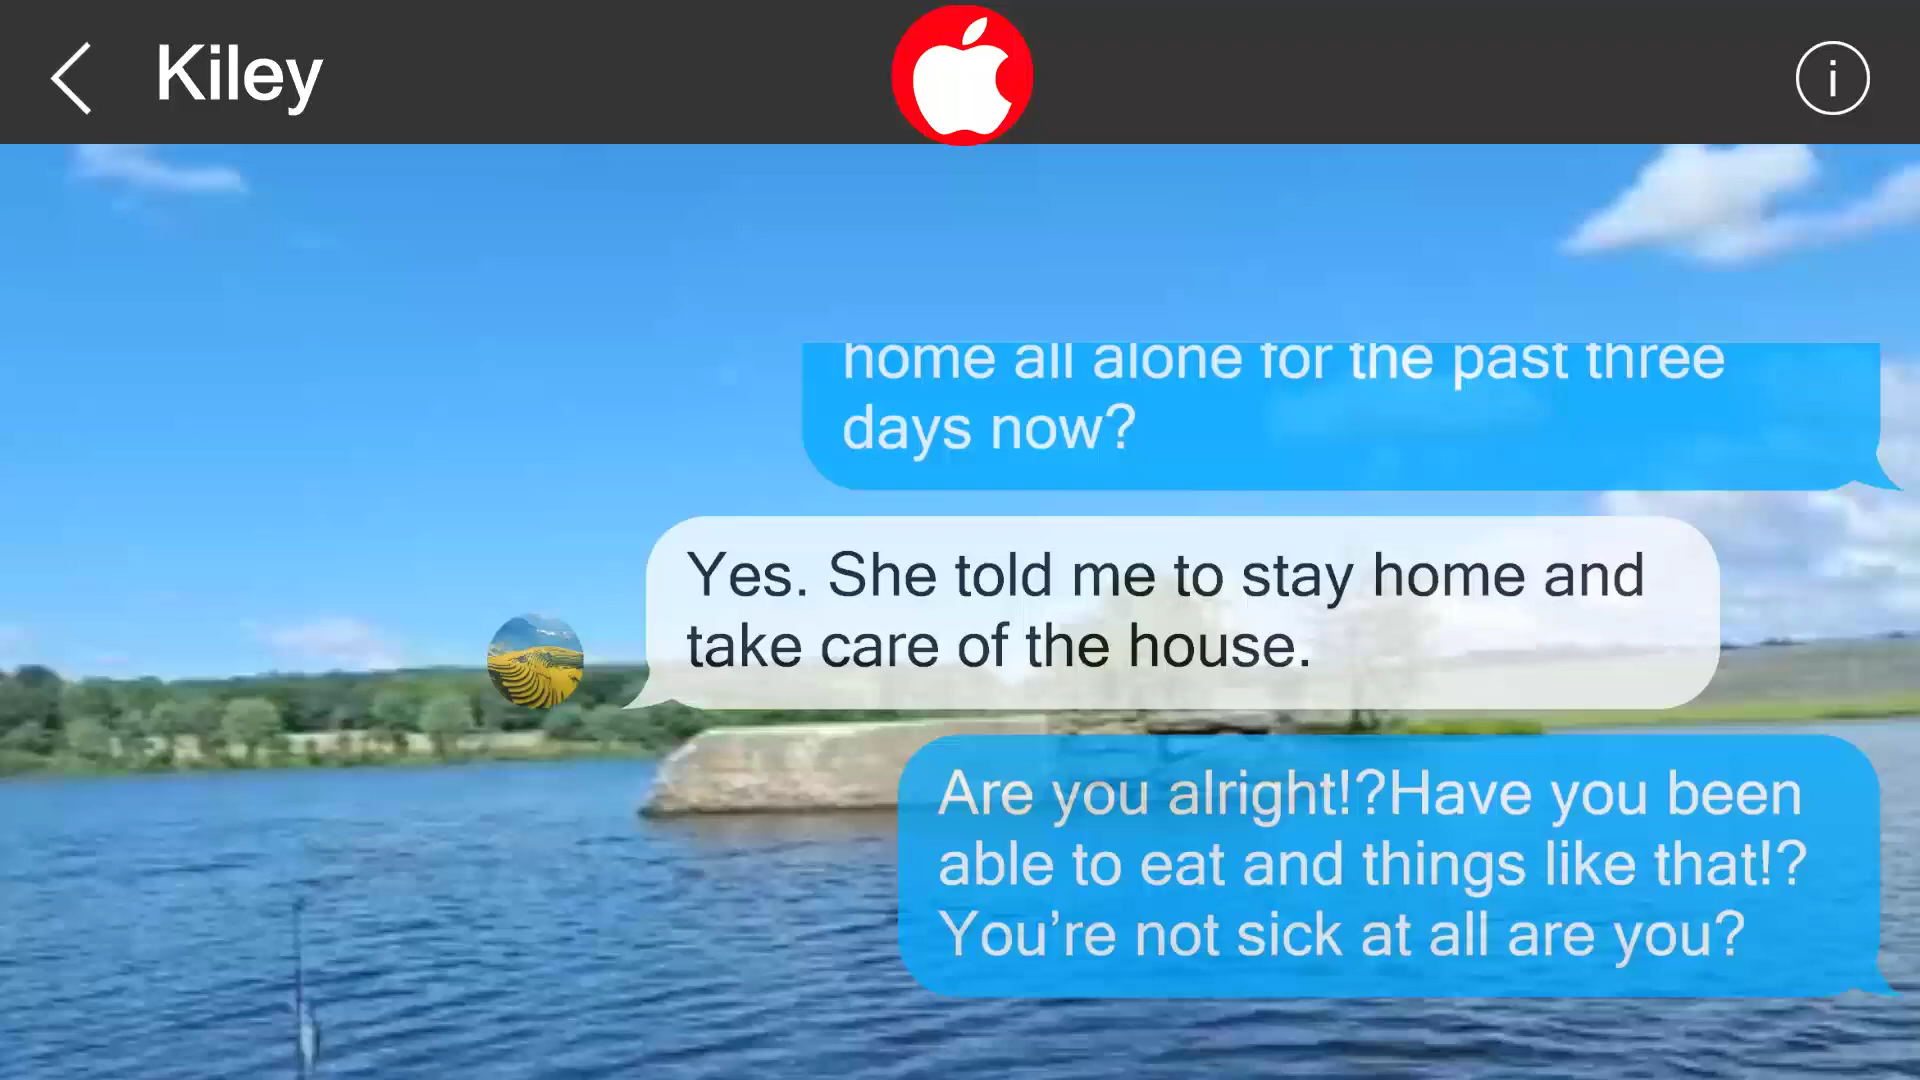 Kiley
i
home all alone for the past three
days now?
Yes. She told me to stay home and
take care of the house.
Are you alright!?Have you been
able to eat and things like that!?
You’re not sick at all are you?